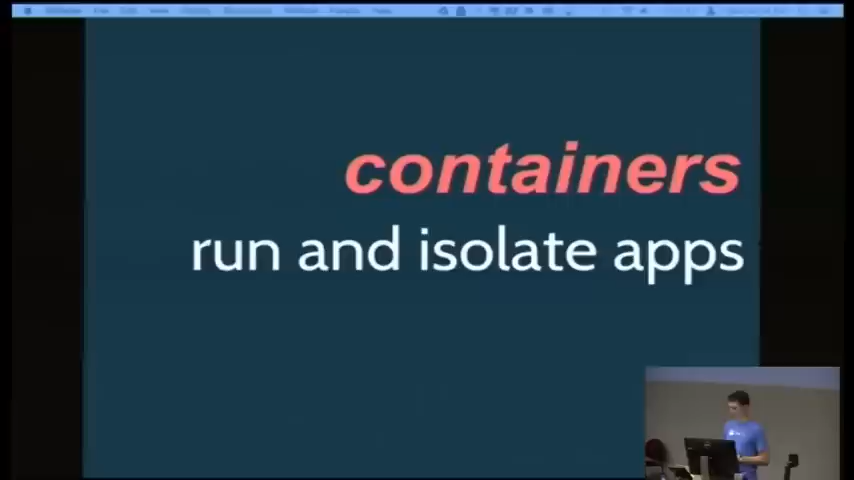 containers
run and isolate apps